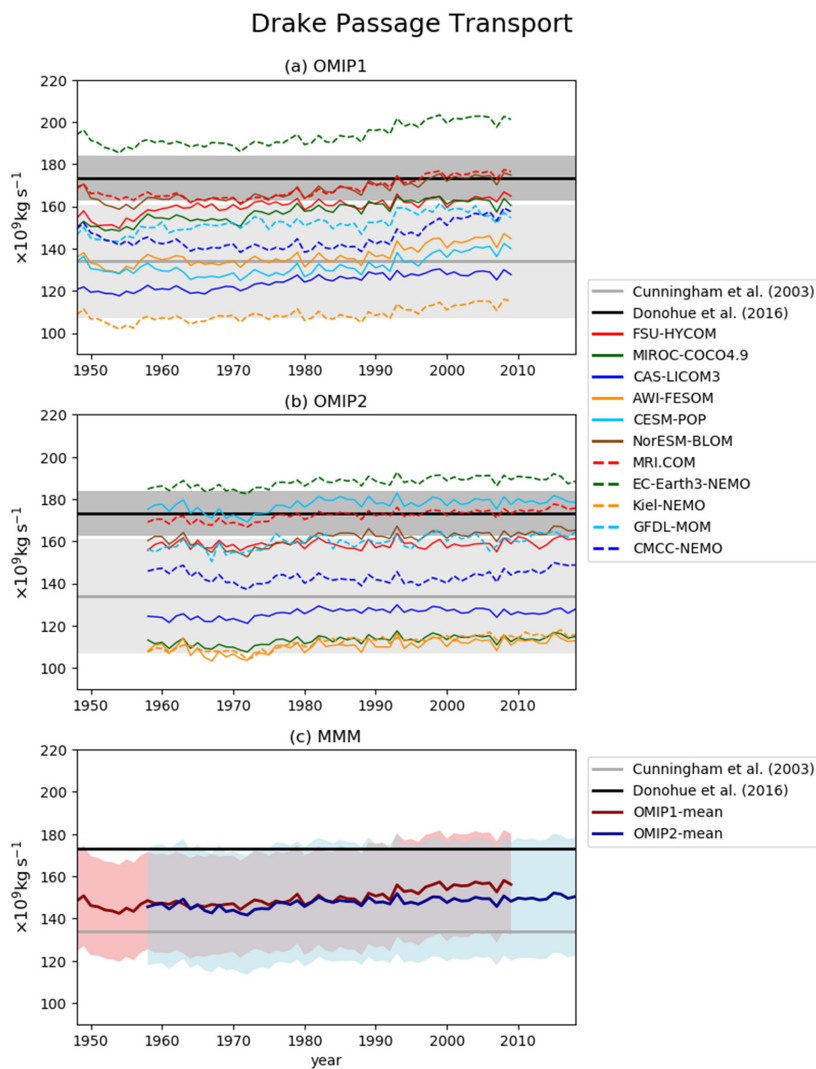 Drake Passage Transport
(a) OMIP1
220
200
180
160
140
120
100
×10⁹kg s⁻¹
1950 1960 1970 1980 1990 2000 2010
(b) OMIP2
220
200
180
160
140
120
100
×10⁹kg s⁻¹
1950 1960 1970 1980 1990 2000 2010
Cunningham et al. (2003)
Donohue et al. (2016)
FSU-HYCOM
MIROC-COCO4.9
CAS-LICOM3
AWI-FESOM
CESM-POP
NorESM-BLOM
MRI.COM
EC-Earth3-NEMO
Kiel-NEMO
GFDL-MOM
CMCC-NEMO
(c) MMM
220
200
180
160
140
120
100
×10⁹kg s⁻¹
1950 1960 1970 1980 1990 2000 2010
year
Cunningham et al. (2003)
Donohue et al. (2016)
OMIP1-mean
OMIP2-mean